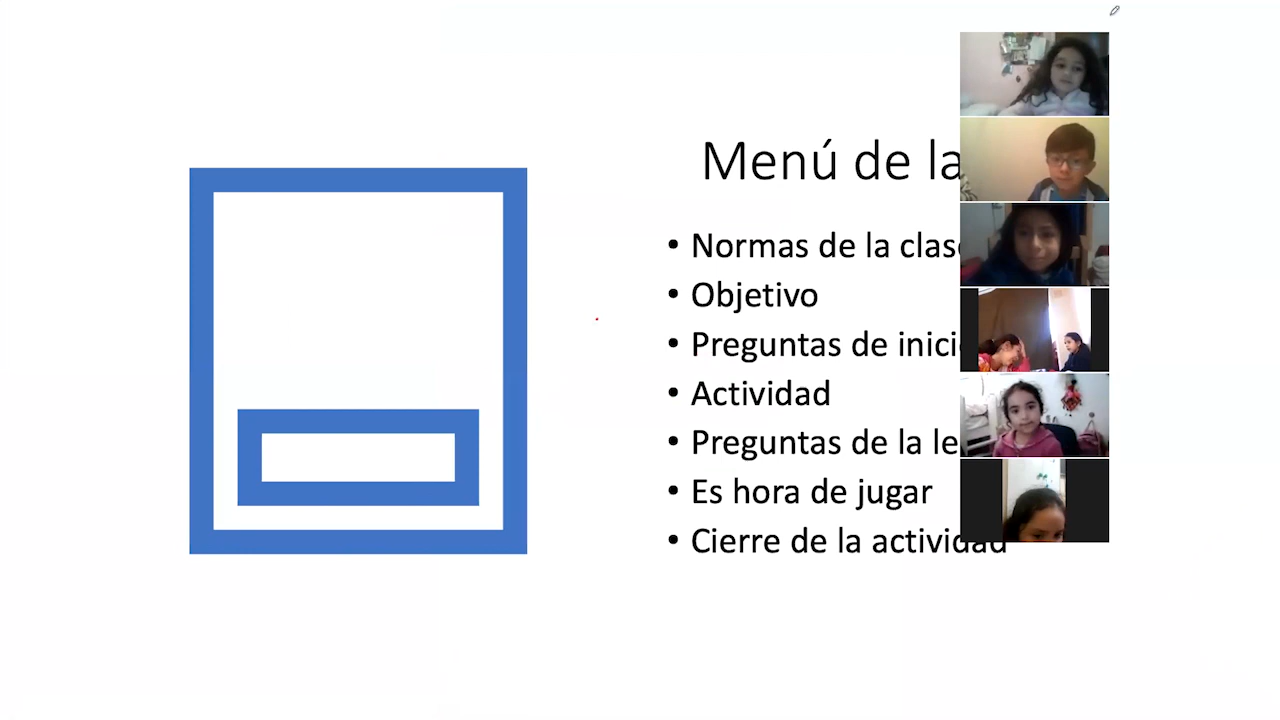 Menú de la
• Normas de la clase
• Objetivo
• Preguntas de inici
• Actividad
• Preguntas de la le
• Es hora de jugar
• Cierre de la actividad